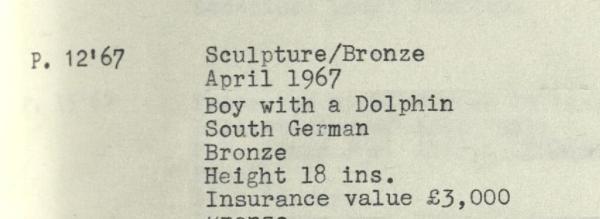 P. 12'67 Sculpture/Bronze
April 1967
Boy with a Dolphin
South German
Bronze
Height 18 ins.
Insurance value £3,000